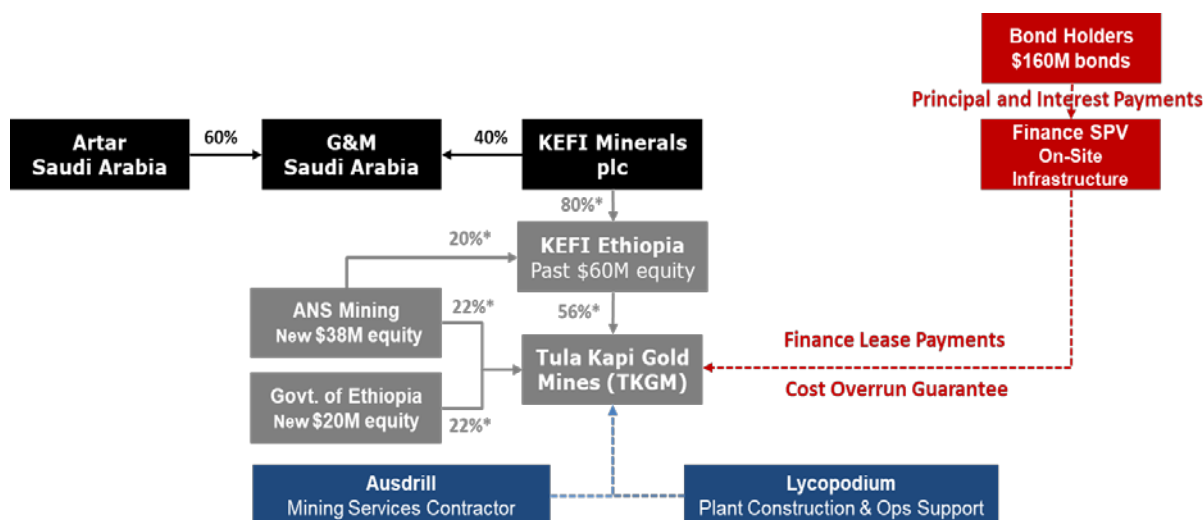 Bond Holders
$160M bonds
Principal and Interest Payments
Artar
Saudi Arabia
60%
G&M
Saudi Arabia
40%
KEFI Minerals
plc
Finance SPV
On-Site
Infrastructure
80%*
20%*
KEFI Ethiopia
Past $60M equity
ANS Mining
New $38M equity
22%*
56%*
Tula Kapi Gold
Mines (TKGM)
Finance Lease Payments
Cost Overrun Guarantee
Govt. of Ethiopia
New $20M equity
22%*
Ausdrill
Mining Services Contractor
Lycopodium
Plant Construction & Ops Support